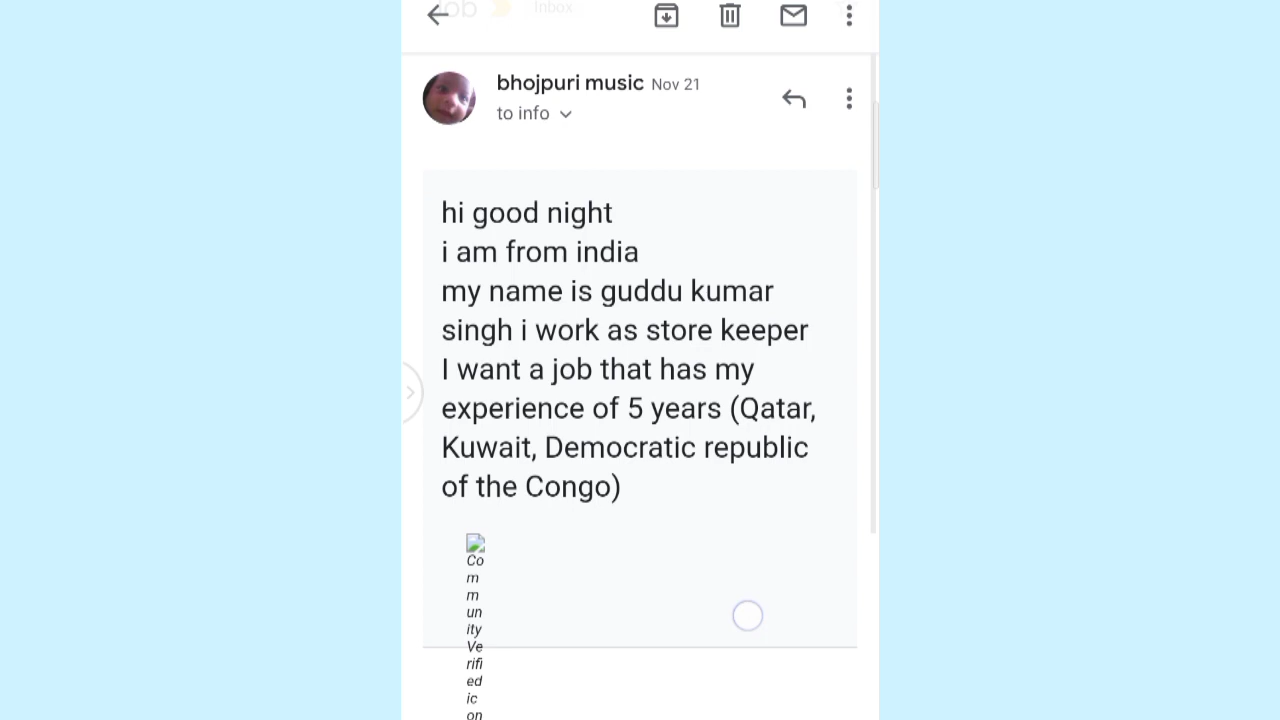 Job Inbox
bhojpuri music Nov 21
to info
hi good night
i am from india
my name is guddu kumar
singh i work as store keeper
I want a job that has my
experience of 5 years (Qatar,
Kuwait, Democratic republic
of the Congo)
Co
m
m
un
ity
Ve
rifi
ed
ic
on